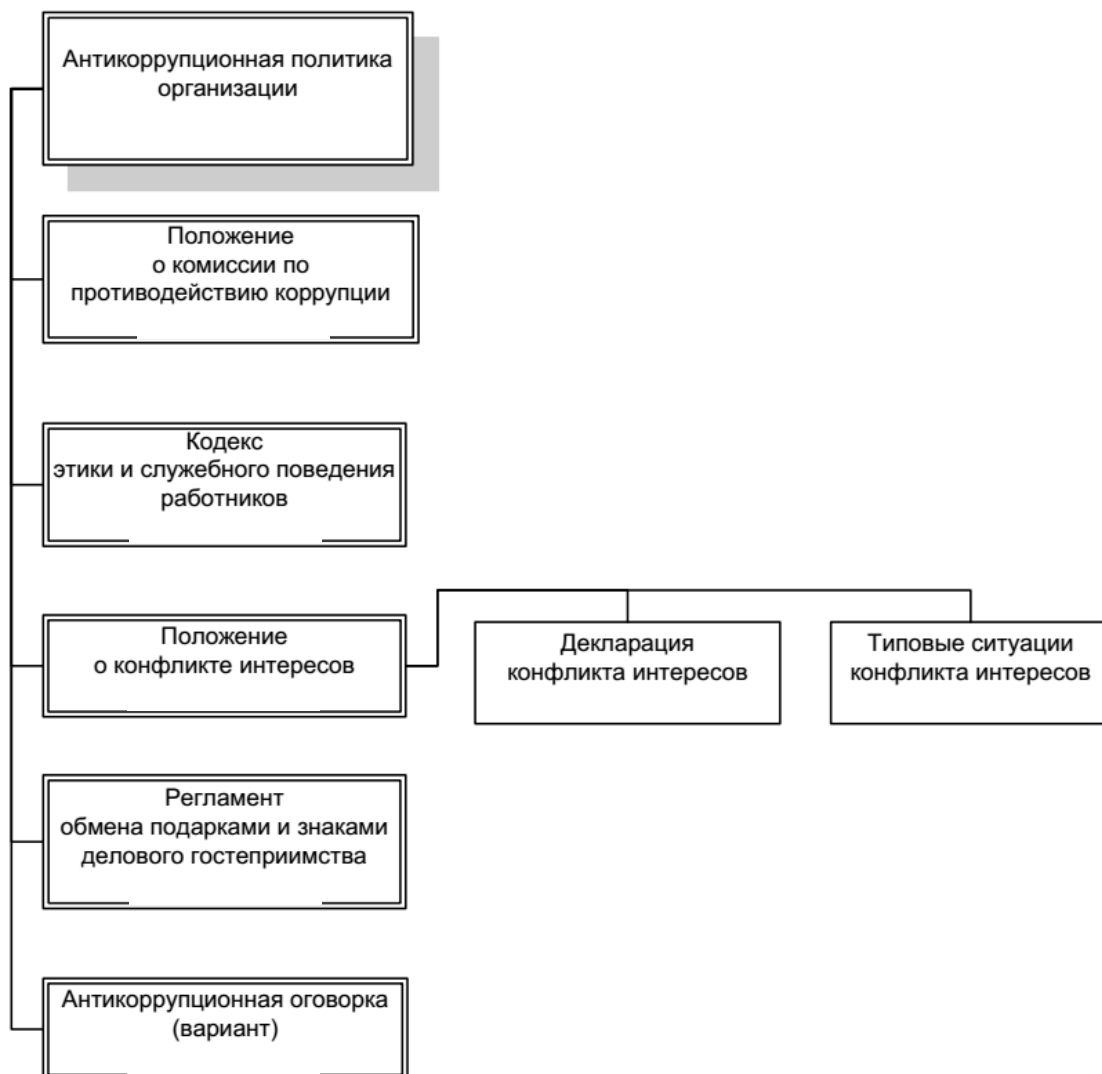 Антикоррупционная политика
организации
Положение
о комиссии по
противодействию коррупции
Кодекс
этики и служебного поведения
работников
Положение
о конфликте интересов
Декларация
конфликта интересов
Типовые ситуации
конфликта интересов
Регламент
обмена подарками и знаками
делового гостеприимства
Антикоррупционная оговорка
(вариант)